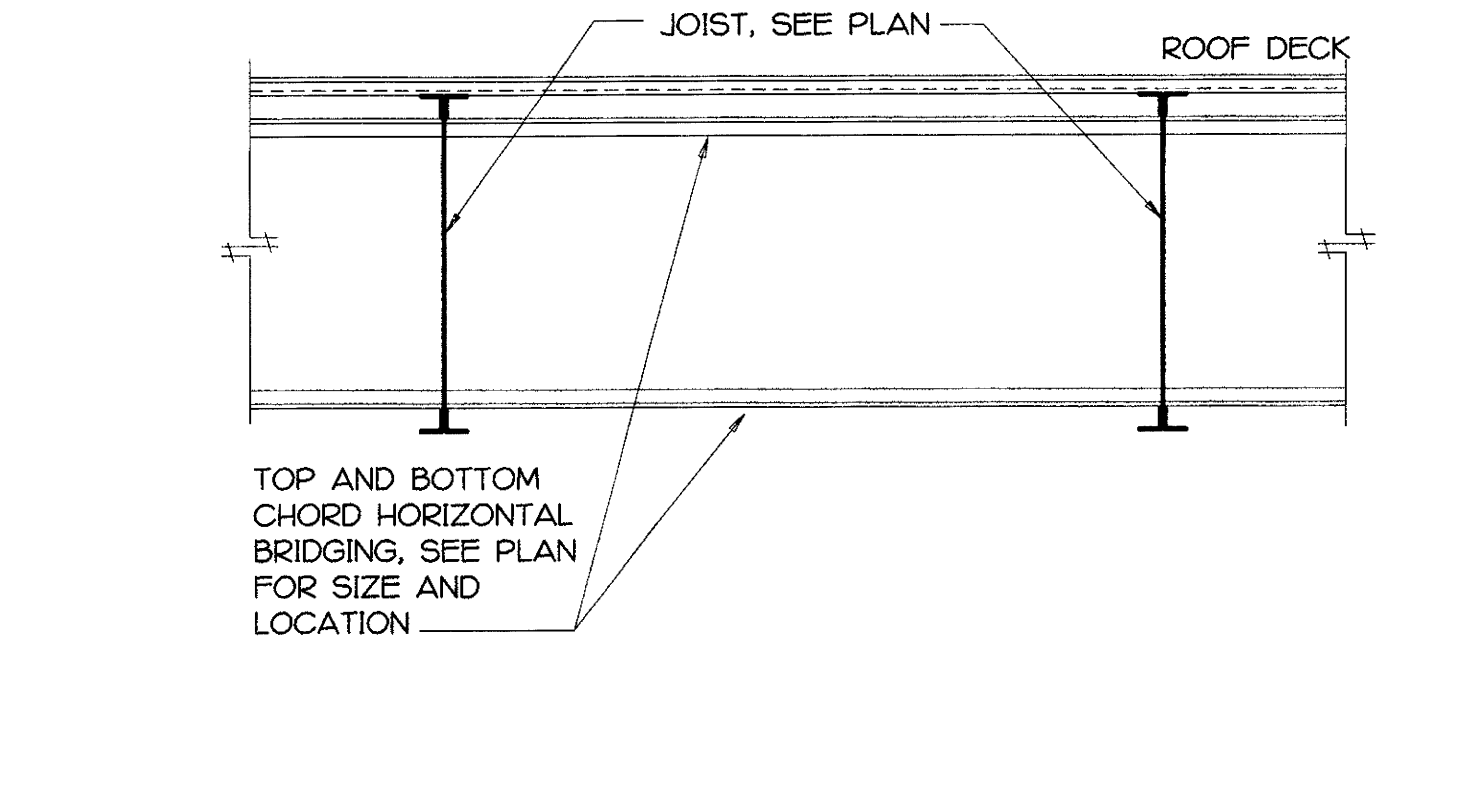 JOIST, SEE PLAN
ROOF DECK
TOP AND BOTTOM
CHORD HORIZONTAL
BRIDGING, SEE PLAN
FOR SIZE AND
LOCATION